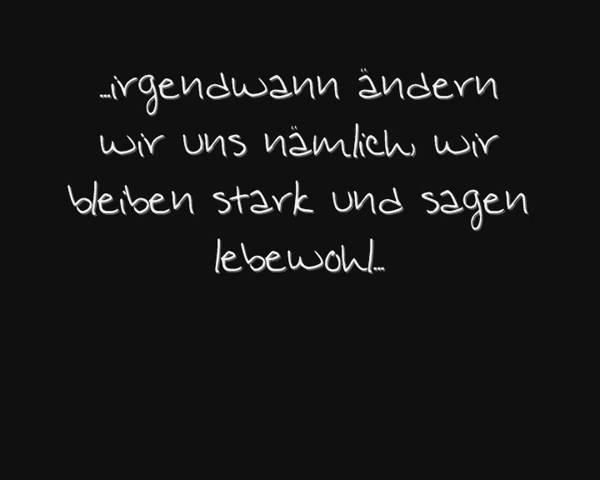 ...irgendwann ändern
wir uns nämlich, wir
bleiben stark und sagen
lebewohl...